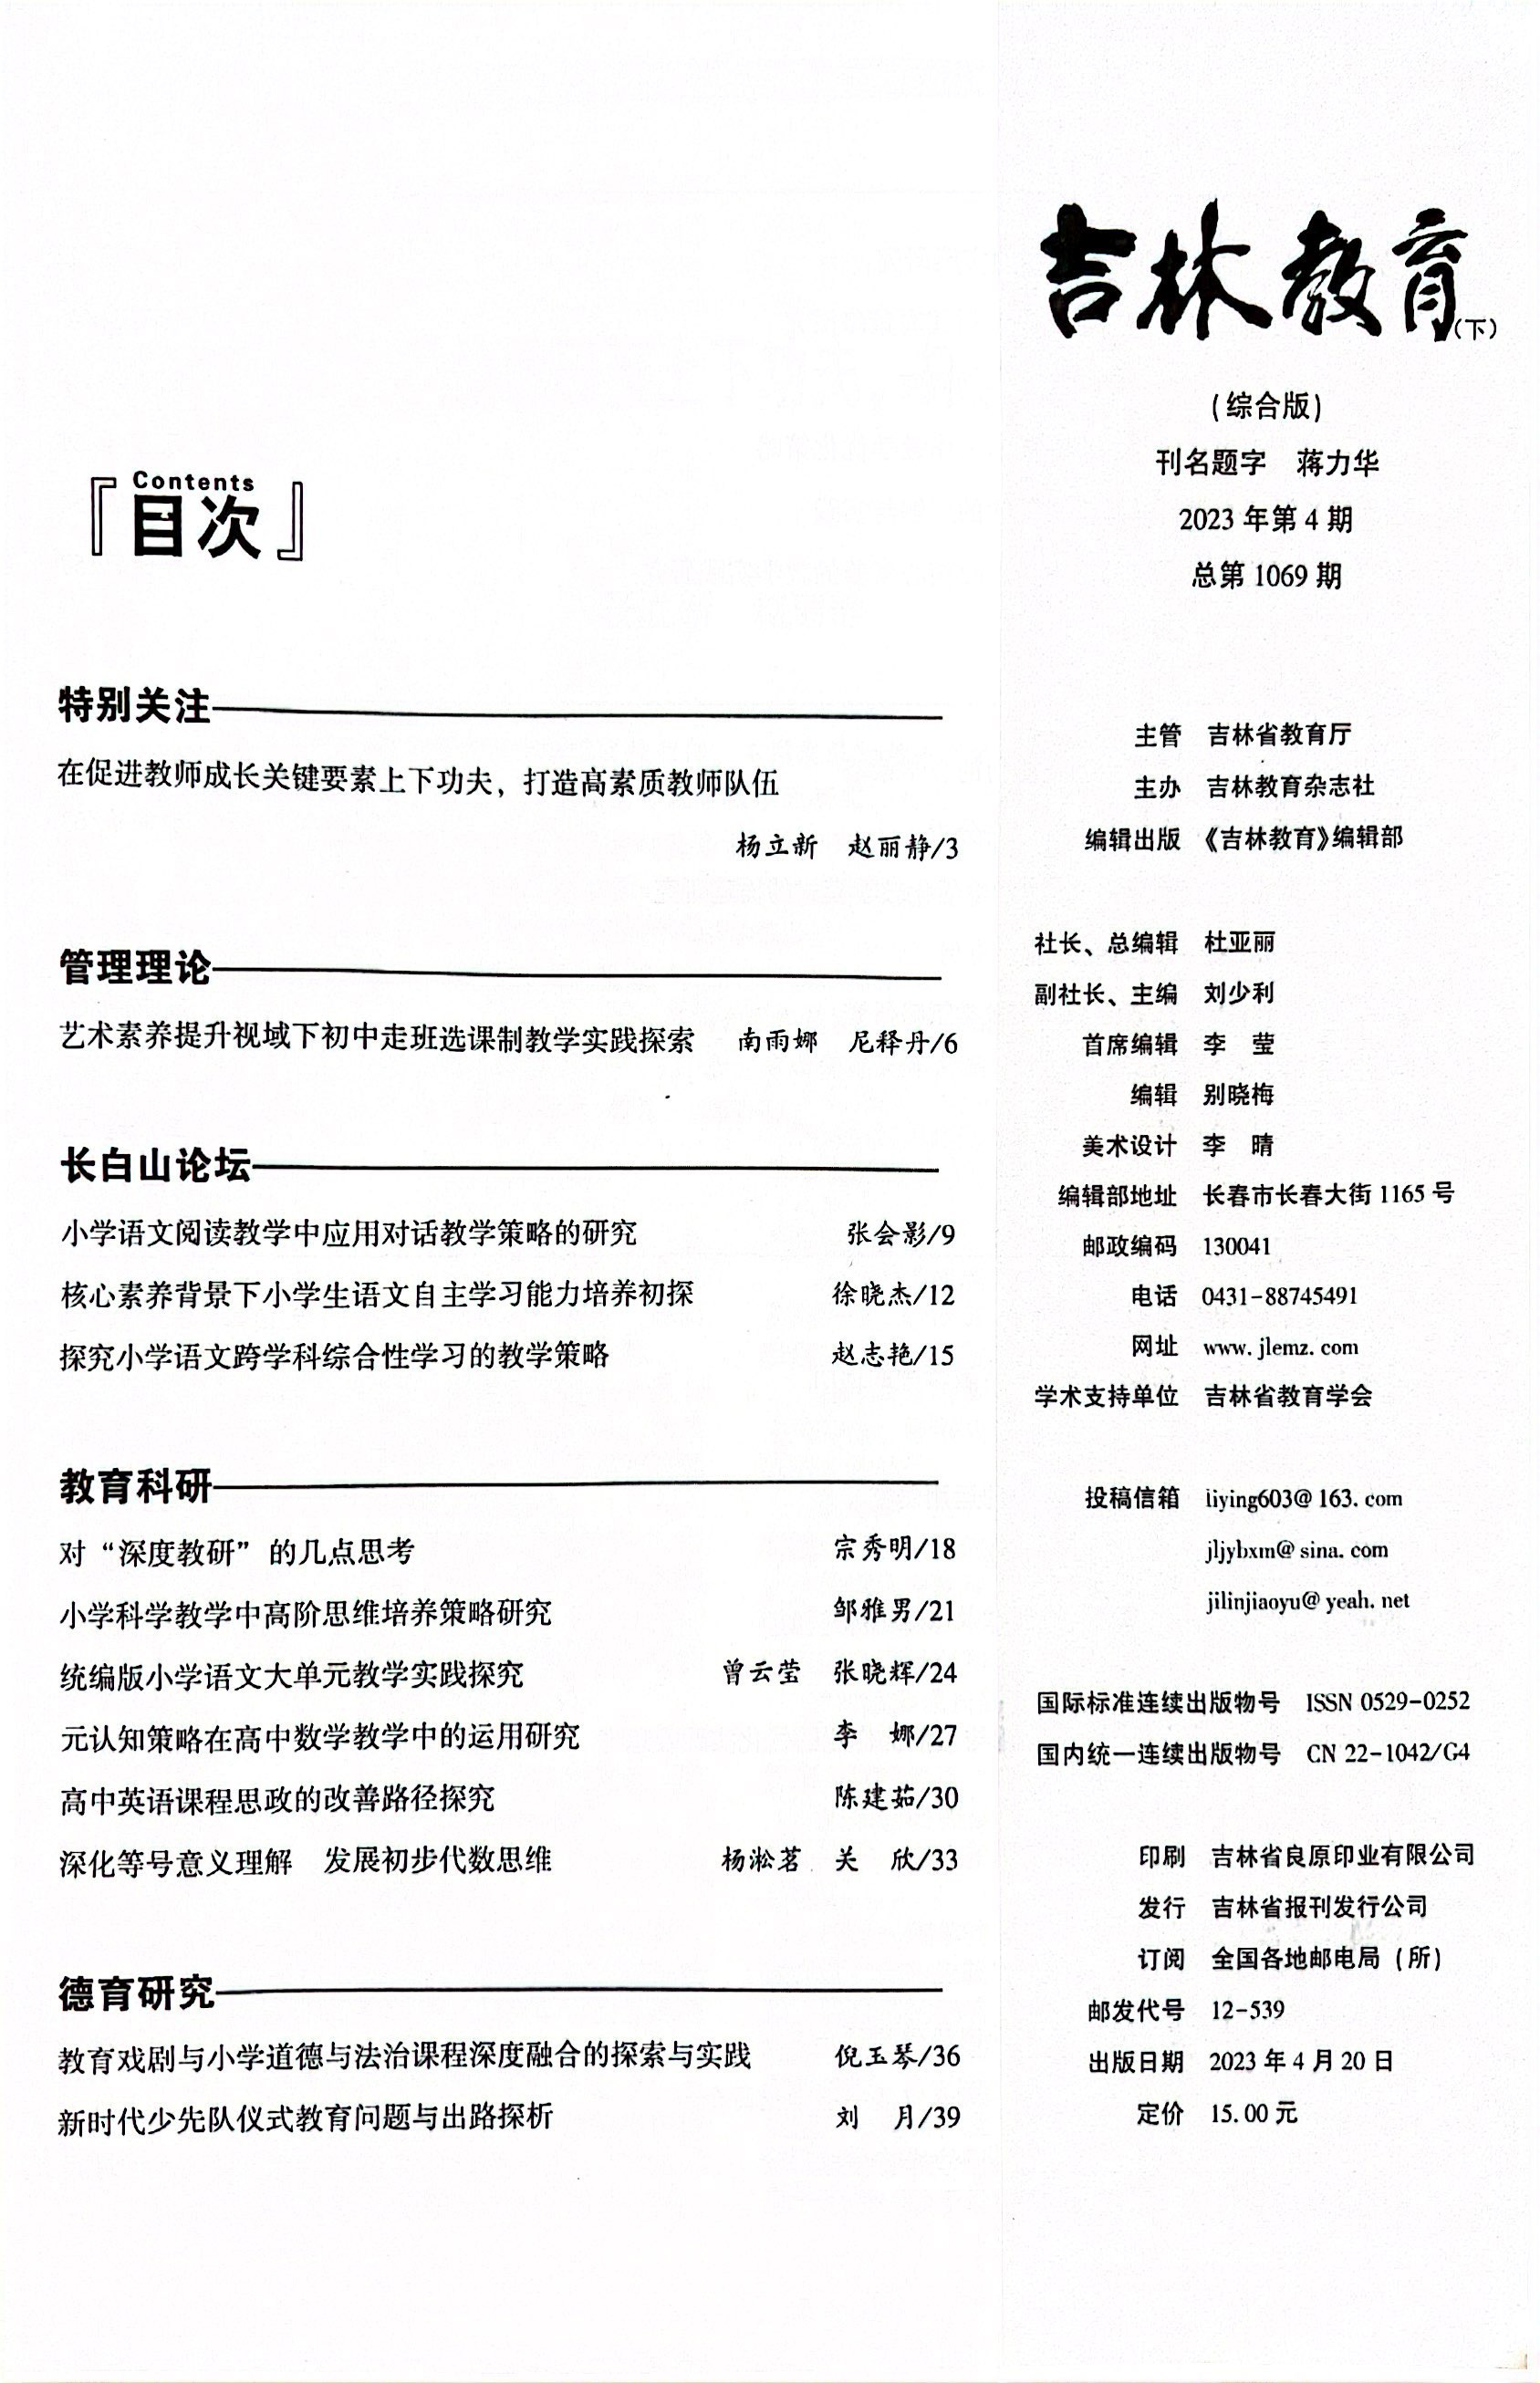 Contents
『目次』
特别关注
在促进教师成长关键要素上下功夫，打造高素质教师队伍
杨立新 赵丽静/3
管理理论
艺术素养提升视域下初中走班选课制教学实践探索 南雨娜 尼释丹/6
长白山论坛
小学语文阅读教学中应用对话教学策略的研究 张会影/9
核心素养背景下小学生语文自主学习能力培养初探 徐晓杰/12
探究小学语文跨学科综合性学习的教学策略 赵志艳/15
教育科研
对“深度教研”的几点思考 宗秀明/18
小学科学教学中高阶思维培养策略研究 邹雅男/21
统编版小学语文大单元教学实践探究 曾云莹 张晓辉/24
元认知策略在高中数学教学中的运用研究 李 娜/27
高中英语课程思政的改善路径探究 陈建茹/30
深化等号意义理解 发展初步代数思维 杨淞茗 关 欣/33
德育研究
教育戏剧与小学道德与法治课程深度融合的探索与实践 倪玉琴/36
新时代少先队仪式教育问题与出路探析 刘 月/39
吉林教育(下)
(综合版)
刊名题字 蒋力华
2023年第4期
总第1069期
主管 吉林省教育厅
主办 吉林教育杂志社
编辑出版 《吉林教育》编辑部
社长、总编辑 杜亚丽
副社长、主编 刘少利
首席编辑 李 莹
编辑 别晓梅
美术设计 李 晴
编辑部地址 长春市长春大街1165号
邮政编码 130041
电话 0431-88745491
网址 www.jlemz.com
学术支持单位 吉林省教育学会
投稿信箱 liying603@163.com
jljybxm@sina.com
jilinjiaoyu@yeah.net
国际标准连续出版物号 ISSN 0529-0252
国内统一连续出版物号 CN 22-1042/G4
印刷 吉林省良原印业有限公司
发行 吉林省报刊发行公司
订阅 全国各地邮电局(所)
邮发代号 12-539
出版日期 2023年4月20日
定价 15.00元